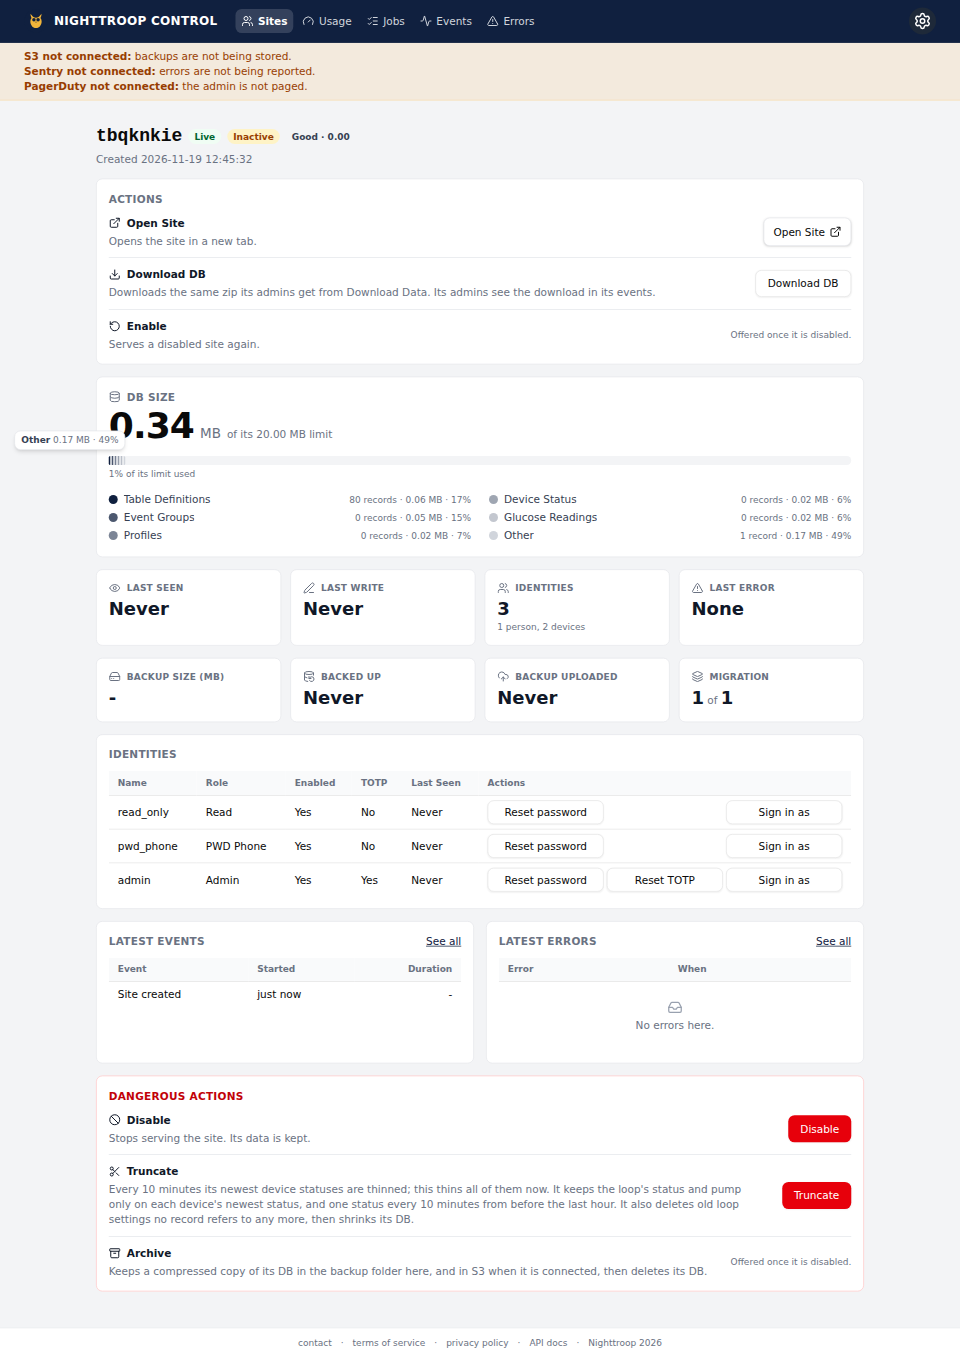 NIGHTTROOP CONTROL
Sites
Usage
Jobs
Events
Errors
S3 not connected: backups are not being stored.
Sentry not connected: errors are not being reported.
PagerDuty not connected: the admin is not paged.
tbqknkie Live Inactive Good · 0.00
Created 2026-11-19 12:45:32
ACTIONS
Open Site
Opens the site in a new tab.
Open Site
Download DB
Downloads the same zip its admins get from Download Data. Its admins see the download in its events.
Download DB
Enable
Serves a disabled site again.
Offered once it is disabled.
DB SIZE
0.34 MB of its 20.00 MB limit
Other 0.17 MB · 49%
1% of its limit used
Table Definitions 80 records · 0.06 MB · 17%
Event Groups 0 records · 0.05 MB · 15%
Profiles 0 records · 0.02 MB · 7%
Device Status 0 records · 0.02 MB · 6%
Glucose Readings 0 records · 0.02 MB · 6%
Other 1 record · 0.17 MB · 49%
LAST SEEN
Never
LAST WRITE
Never
IDENTITIES
3
1 person, 2 devices
LAST ERROR
None
BACKUP SIZE (MB)
-
BACKED UP
Never
BACKUP UPLOADED
Never
MIGRATION
1 of 1
IDENTITIES
Name Role Enabled TOTP Last Seen Actions
read_only Read Yes No Never Reset password Sign in as
pwd_phone PWD Phone Yes No Never Reset password Sign in as
admin Admin Yes Yes Never Reset password Reset TOTP Sign in as
LATEST EVENTS See all
Event Started Duration
Site created just now -
LATEST ERRORS See all
Error When
No errors here.
DANGEROUS ACTIONS
Disable
Stops serving the site. Its data is kept.
Disable
Truncate
Every 10 minutes its newest device statuses are thinned; this thins all of them now. It keeps the loop's status and pump
only on each device's newest status, and one status every 10 minutes from before the last hour. It also deletes old loop
settings no record refers to any more, then shrinks its DB.
Truncate
Archive
Keeps a compressed copy of its DB in the backup folder here, and in S3 when it is connected, then deletes its DB.
Offered once it is disabled.
contact · terms of service · privacy policy · API docs · Nighttroop 2026